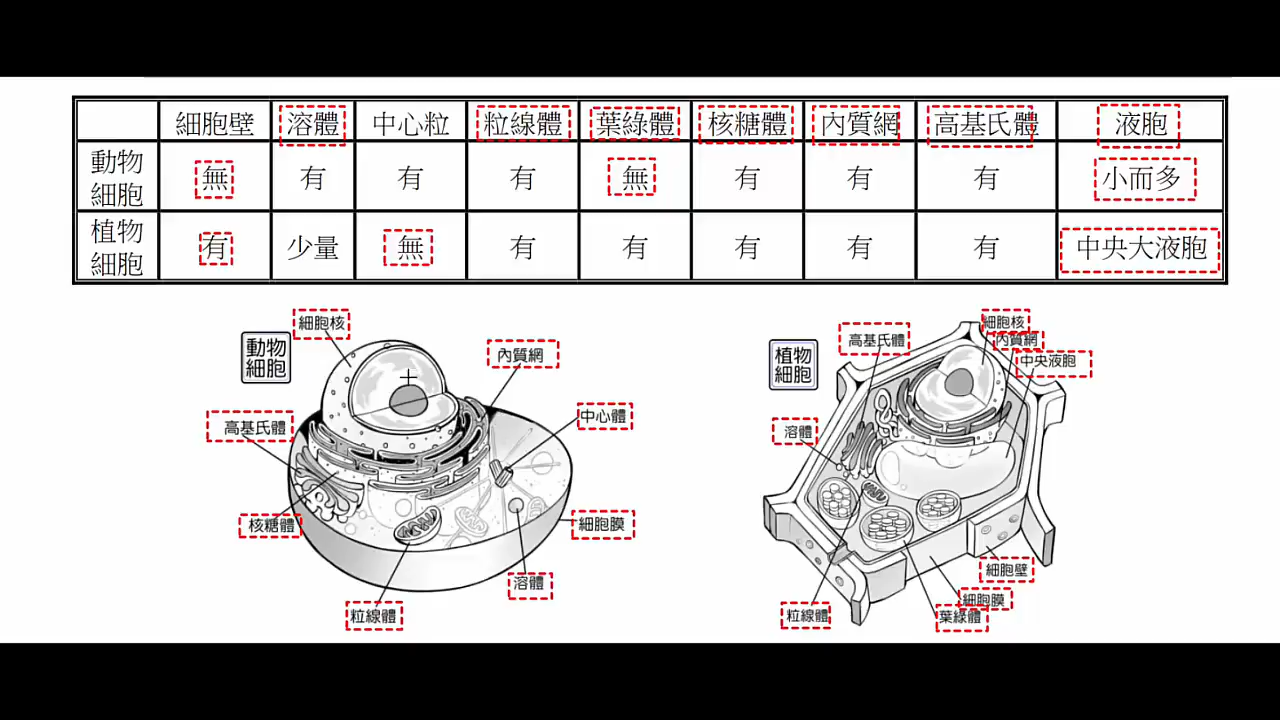 細胞壁 溶體 中心粒 粒線體 葉綠體 核糖體 內質網 高基氏體 液胞
動物細胞 無 有 有 有 無 有 有 有 小而多
植物細胞 有 少量 無 有 有 有 有 有 中央大液胞
動物
細胞
細胞核
內質網
高基氏體
中心體
核糖體
細胞膜
溶體
粒線體
植物
細胞
細胞核
高基氏體
內質網
中央液胞
溶體
細胞壁
細胞膜
粒線體
葉綠體